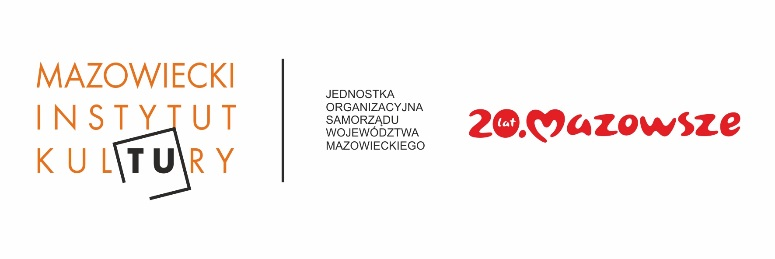 MAZOWIECKI
INSTYTUT
KULTURY
JEDNOSTKA
ORGANIZACYJNA
SAMORZĄDU
WOJEWÓDZTWA
MAZOWIECKIEGO
20 lat.Mazowsze